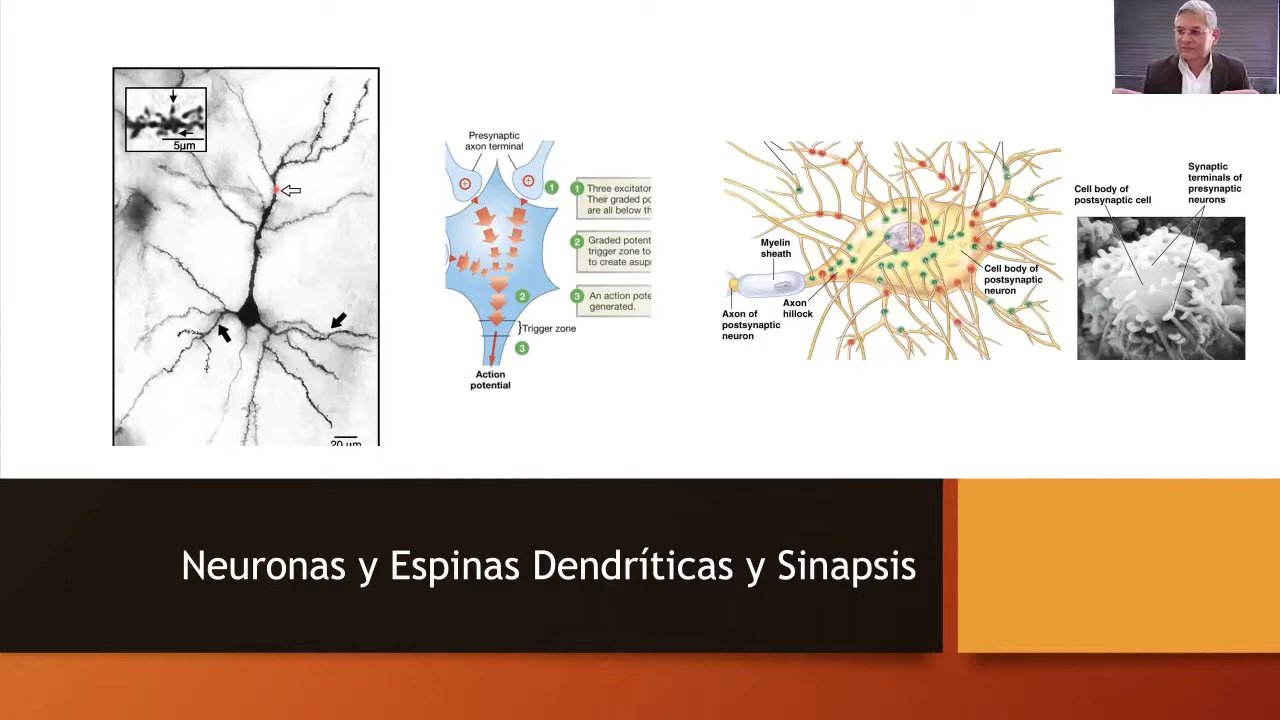 5µm
20 µm
Presynaptic
axon terminal
1
1
Three excitator
Their graded po
are all below th
2
Graded potent
trigger zone to
to create asup
3
An action pote
generated.
2
}Trigger zone
3
Action
potential
Myelin
sheath
Axon
hillock
Axon of
postsynaptic
neuron
Cell body of
postsynaptic
neuron
Cell body of
postsynaptic cell
Synaptic
terminals of
presynaptic
neurons
Neuronas y Espinas Dendríticas y Sinapsis